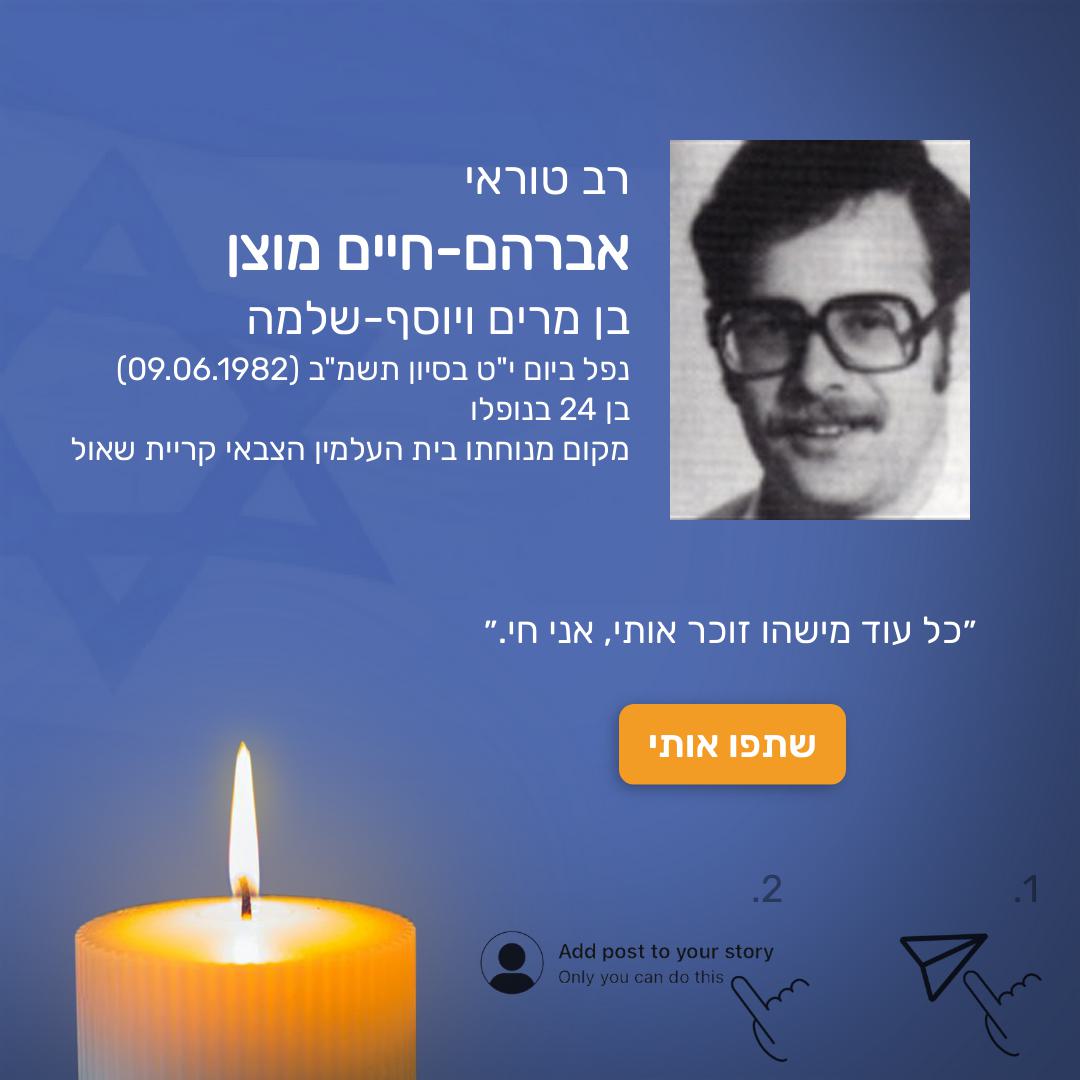 רב טוראי
אברהם-חיים מוצן
בן מרים ויוסף-שלמה
נפל ביום י"ט בסיון תשמ"ב (09.06.1982)
בן 24 בנופלו
מקום מנוחתו בית העלמין הצבאי קריית שאול
״כל עוד מישהו זוכר אותי, אני חי.״
שתפו אותי
1.
2.
Add post to your story
Only you can do this